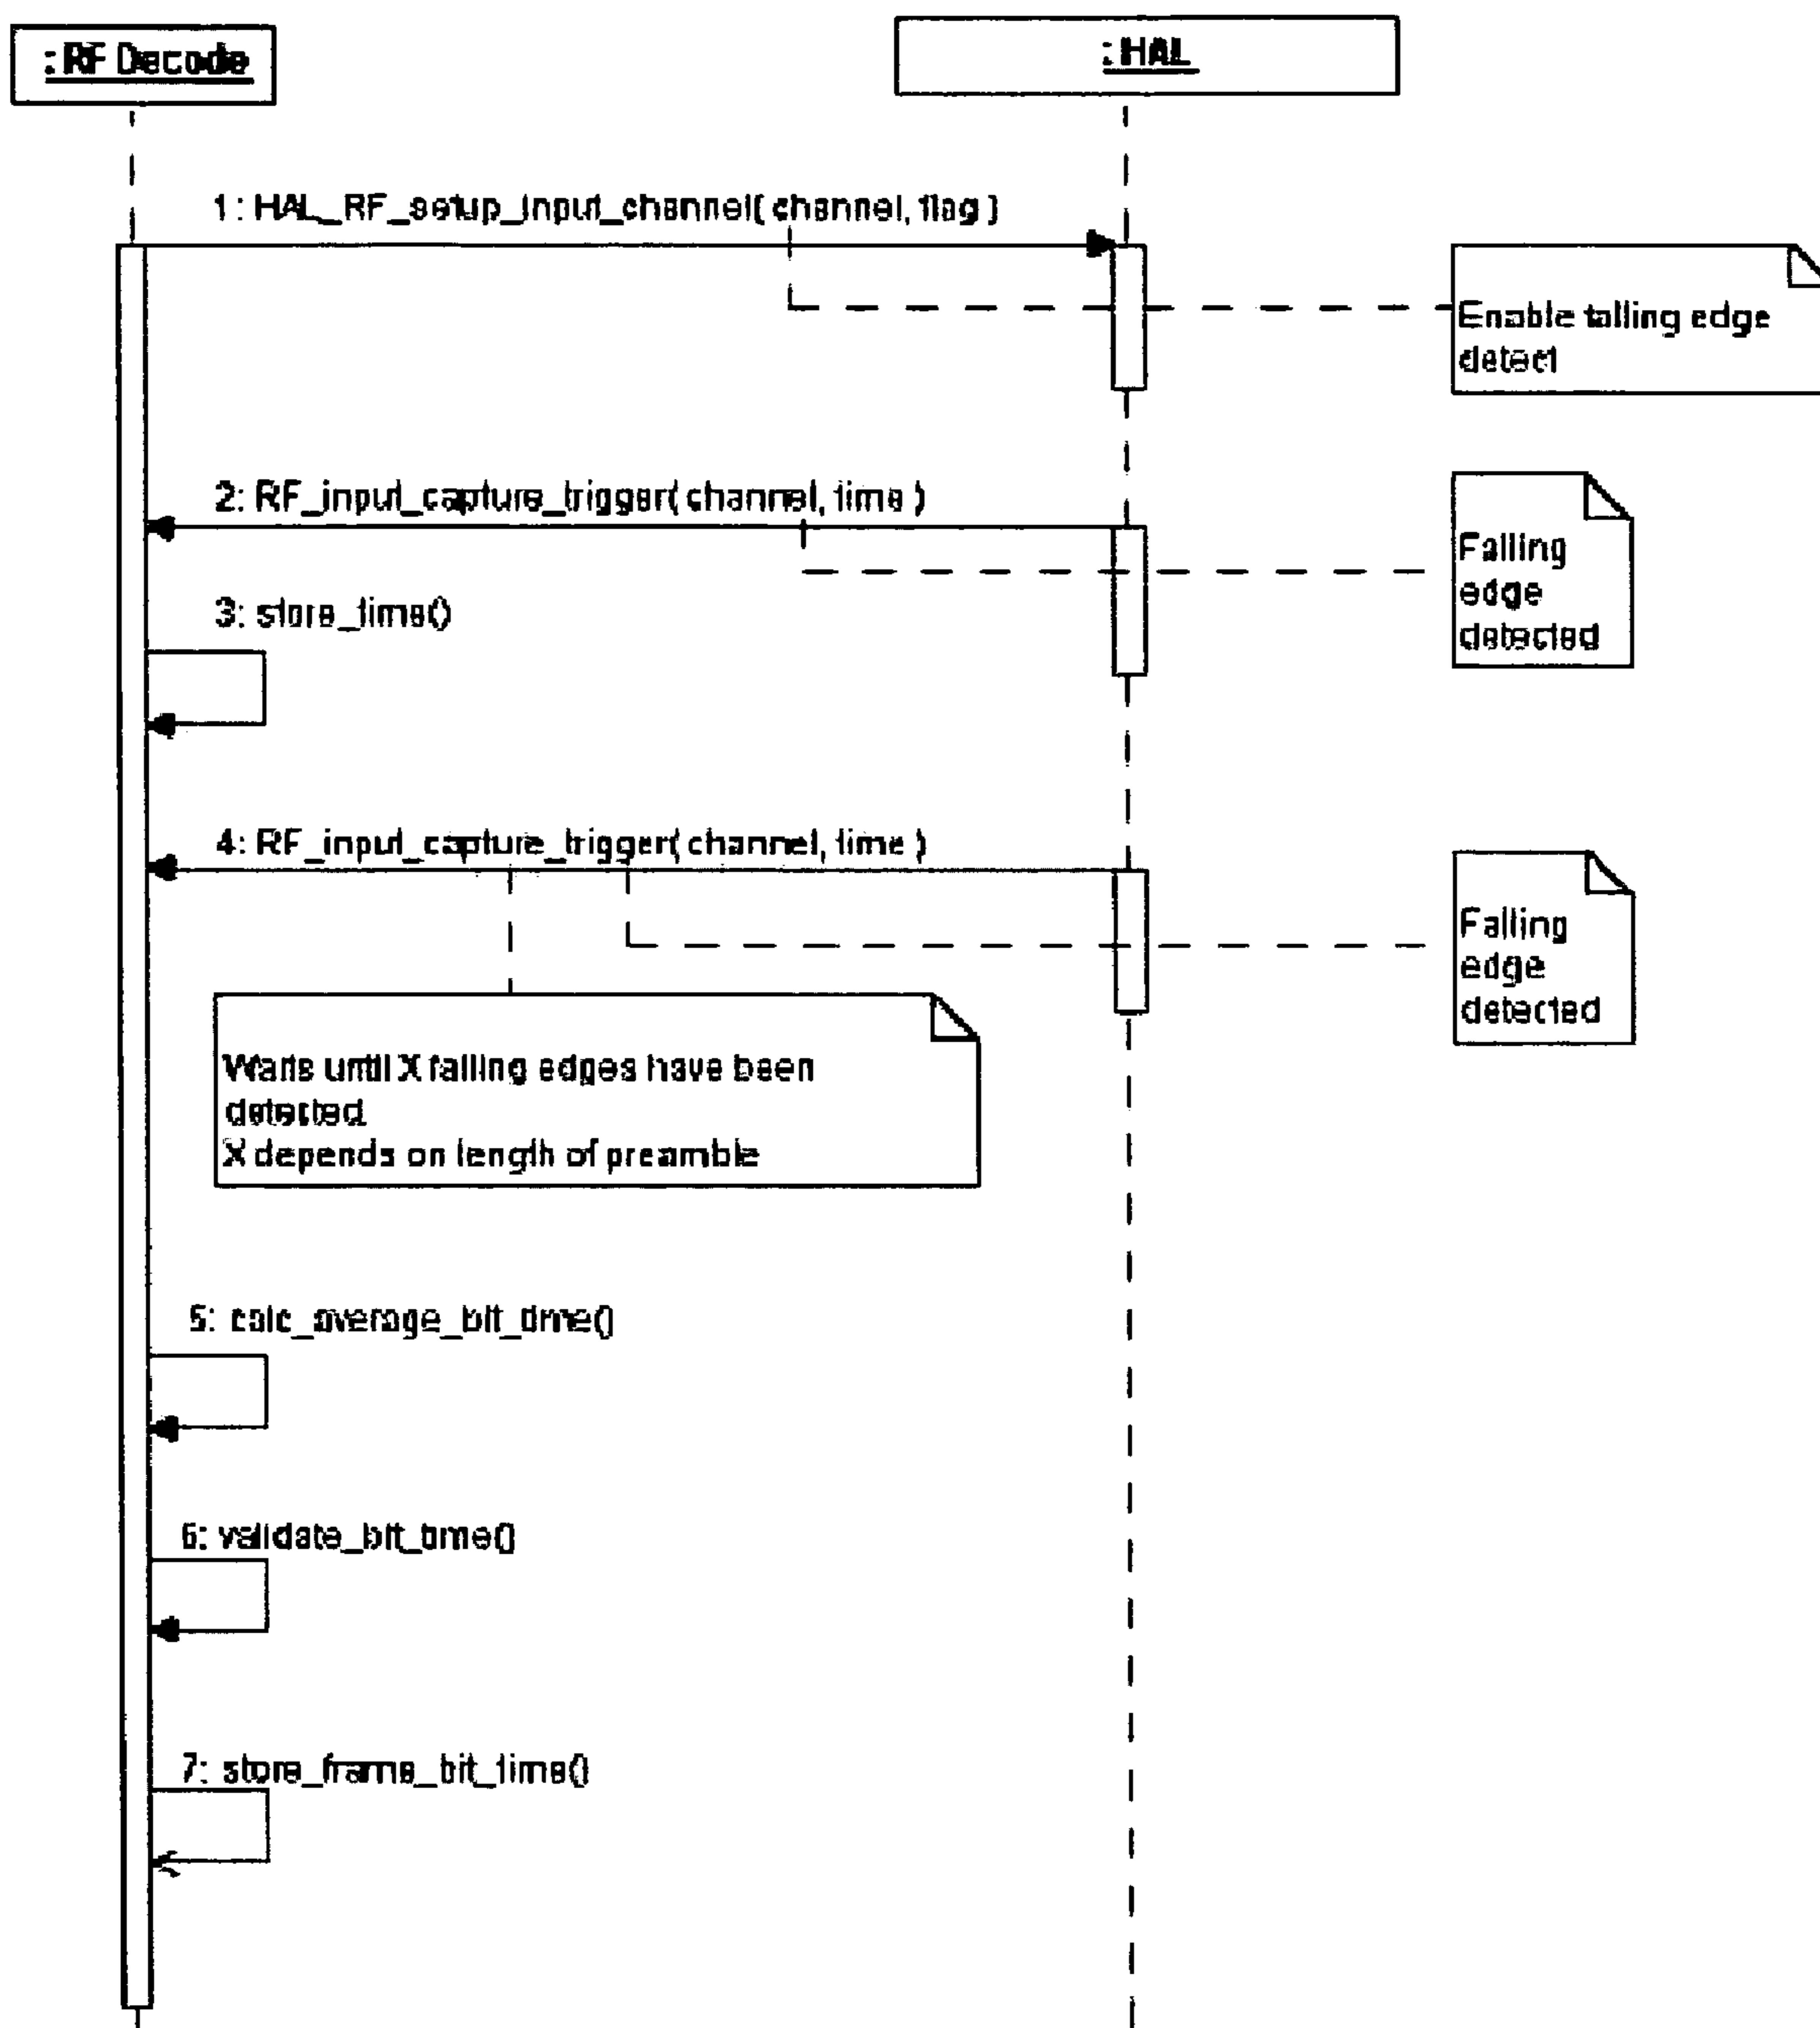 : RF Decode
: HAL
1: HAL_RF_setup_input_channel( channel, flag )
Enable falling edge
detect
2: RF_input_capture_trigger( channel, time )
Falling
edge
detected
3: store_time()
4: RF_input_capture_trigger( channel, time )
Falling
edge
detected
Waits until X falling edges have been
detected.
X depends on length of preamble
5: calc_average_bit_time()
6: validate_bit_time()
7: store_frame_bit_time()